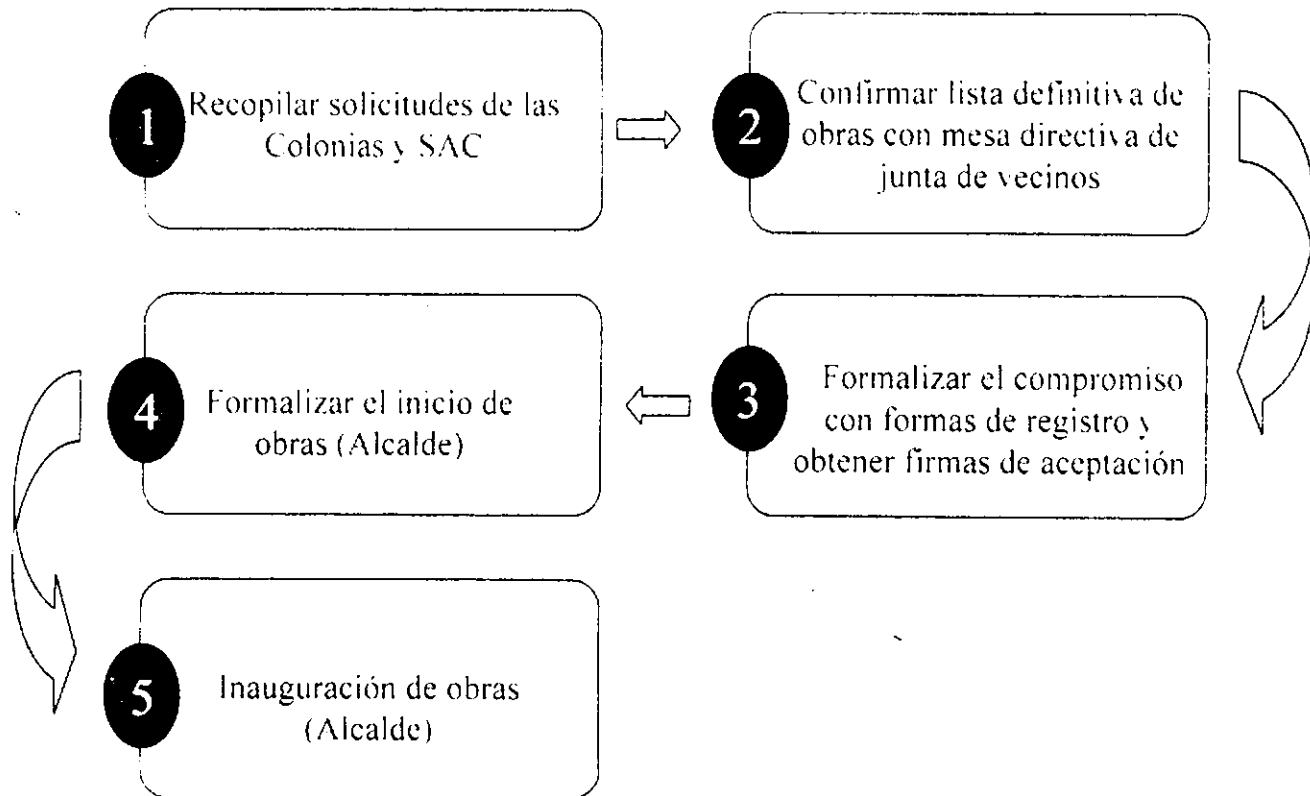 1
Recopilar solicitudes de las
Colonias y SAC
2
Confirmar lista definitiva de
obras con mesa directiva de
junta de vecinos
3
Formalizar el compromiso
con formas de registro y
obtener firmas de aceptación
4
Formalizar el inicio de
obras (Alcalde)
5
Inauguración de obras
(Alcalde)